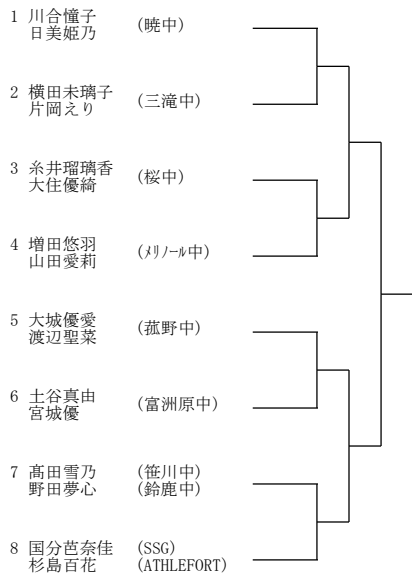 1 川合憧子 (暁中)
日美姫乃
2 横田未璃子 (三滝中)
片岡えり
3 糸井瑠璃香 (桜中)
大住優綺
4 増田悠羽 (ﾒﾘﾉｰﾙ中)
山田愛莉
5 大城優愛 (菰野中)
渡辺聖菜
6 土谷真由 (富洲原中)
宮城優
7 髙田雪乃 (笹川中)
野田夢心 (鈴鹿中)
8 国分芭奈佳 (SSG)
杉島百花 (ATHLEFORT)